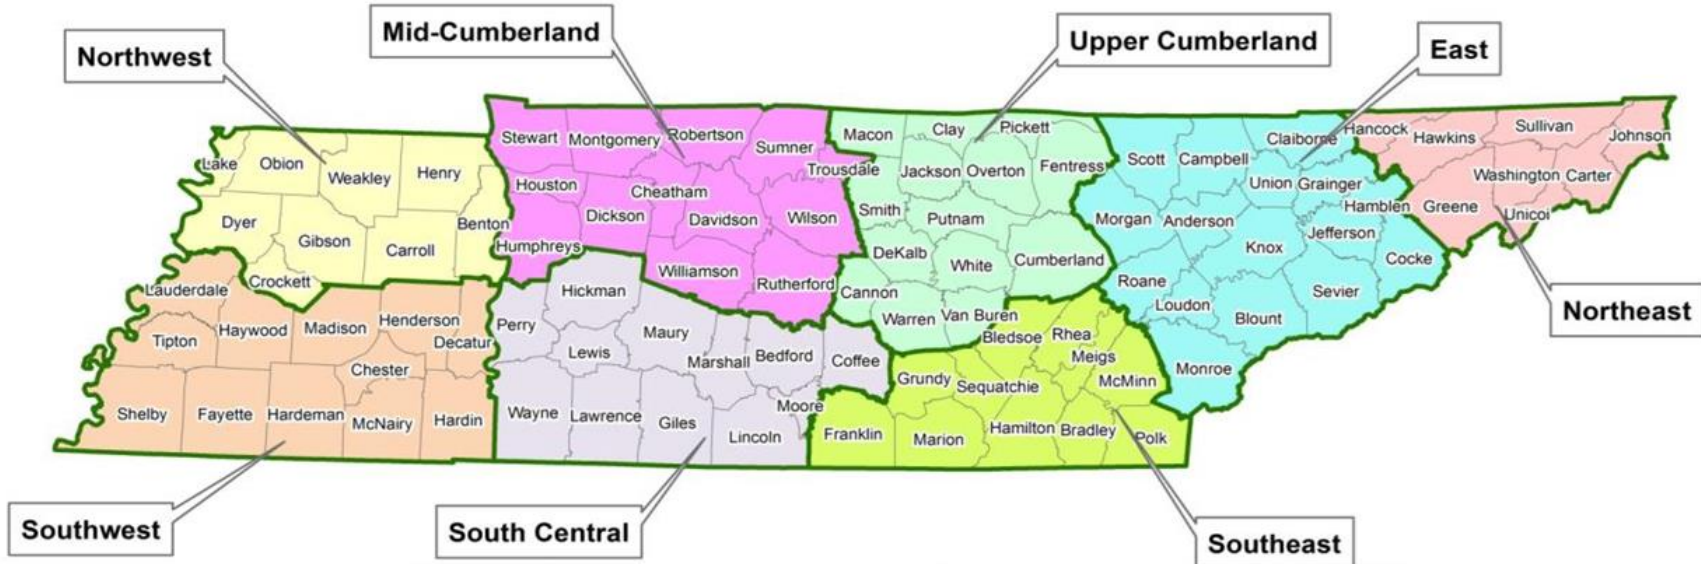 Northwest
Mid-Cumberland
Upper Cumberland
East
Lake
Obion
Weakley
Henry
Dyer
Gibson
Carroll
Benton
Crockett
Stewart
Montgomery
Robertson
Sumner
Trousdale
Houston
Cheatham
Dickson
Davidson
Wilson
Humphreys
Williamson
Rutherford
Macon
Clay
Pickett
Jackson
Overton
Fentress
Smith
Putnam
DeKalb
White
Cumberland
Cannon
Warren
Van Buren
Scott
Campbell
Claiborne
Union
Grainger
Hamblen
Morgan
Anderson
Knox
Jefferson
Cocke
Roane
Loudon
Blount
Sevier
Monroe
Hancock
Hawkins
Sullivan
Johnson
Washington
Carter
Greene
Unicoi
Lauderdale
Tipton
Haywood
Madison
Henderson
Decatur
Chester
Shelby
Fayette
Hardeman
McNairy
Hardin
Hickman
Perry
Lewis
Maury
Marshall
Bedford
Coffee
Wayne
Lawrence
Giles
Moore
Lincoln
Bledsoe
Rhea
Meigs
McMinn
Grundy
Sequatchie
Franklin
Marion
Hamilton
Bradley
Polk
Northeast
Southwest
South Central
Southeast